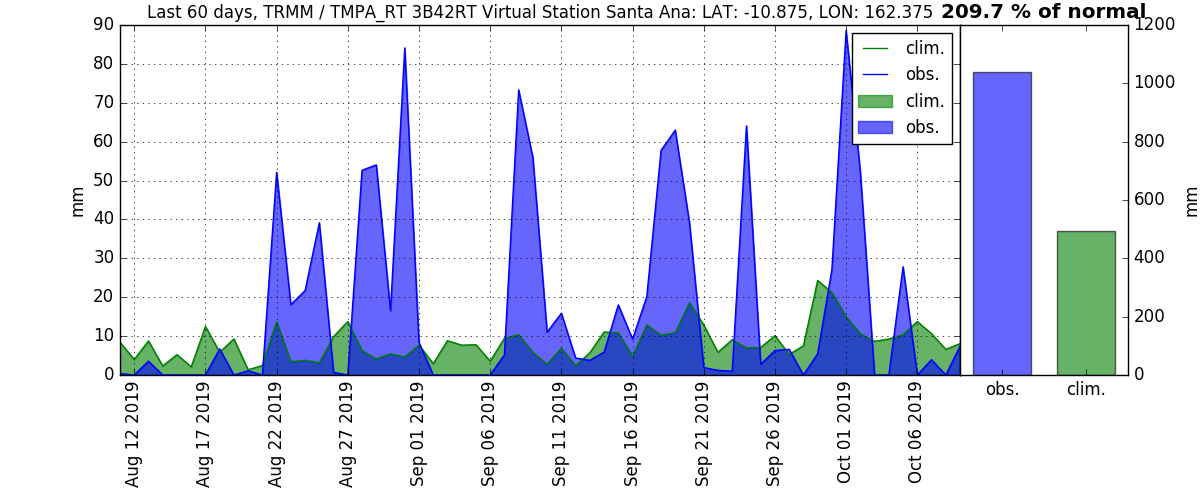 Last 60 days, TRMM / TMPA_RT 3B42RT Virtual Station Santa Ana: LAT: -10.875, LON: 162.375 209.7 % of normal
90
80
70
60
50
40
30
20
10
0
mm
clim.
obs.
clim.
obs.
1200
1000
800
600
400
200
0
mm
Aug 12 2019
Aug 17 2019
Aug 22 2019
Aug 27 2019
Sep 01 2019
Sep 06 2019
Sep 11 2019
Sep 16 2019
Sep 21 2019
Sep 26 2019
Oct 01 2019
Oct 06 2019
obs. clim.